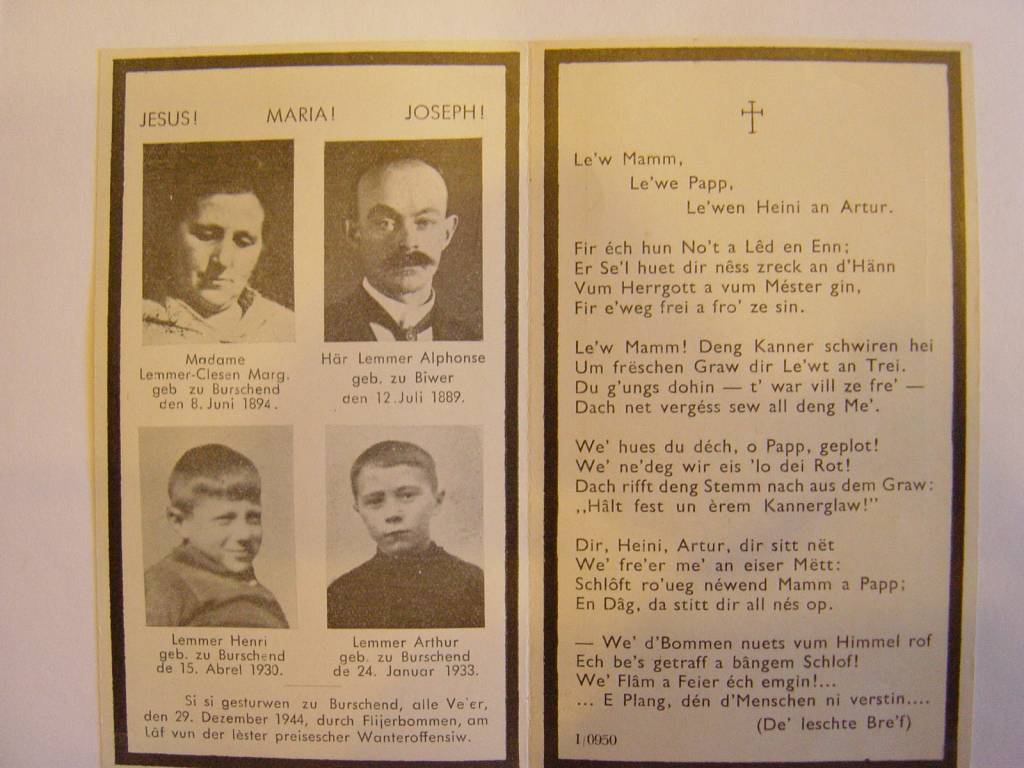 JESUS! MARIA! JOSEPH!
Madame
Lemmer-Clesen Marg.
geb. zu Burschend
den 8. Juni 1894.
Här Lemmer Alphonse
geb. zu Biwer
den 12. Juli 1889.
Lemmer Henri
geb. zu Burschend
de 15. Abrel 1930.
Lemmer Arthur
geb. zu Burschend
de 24. Januar 1933.
Si si gesturwen zu Burschend, alle Ve'er,
den 29. Dezember 1944, durch Flijerbommen, am
Lâf vun der lèster preisescher Wanteroffensiw.
Le'w Mamm,
Le'we Papp,
Le'wen Heini an Artur.
Fir éch hun No't a Lêd en Enn;
Er Se'l huet dir nêss zreck an d'Hänn
Vum Herrgott a vum Méster gin,
Fir e'weg frei a fro' ze sin.
Le'w Mamm! Deng Kanner schwiren hei
Um frëschen Graw dir Le'wt an Trei.
Du g'ungs dohin — t' war vill ze fre' —
Dach net vergéss sew all deng Me'.
We' hues du déch, o Papp, geplot!
We' ne'deg wir eis 'lo dei Rot!
Dach rifft deng Stemm nach aus dem Graw:
,,Hâlt fest un èrem Kannerglaw!"
Dir, Heini, Artur, dir sitt nët
We' fre'er me' an eiser Mëtt:
Schlôft ro'ueg néwend Mamm a Papp;
En Dâg, da stitt dir all nés op.
— We' d'Bommen nuets vum Himmel rof
Ech be's getraff a bângem Schlof!
We' Flâm a Feier éch emgin!...
... E Plang, dén d'Menschen ni verstin....
(De' leschte Bre'f)
I/0950